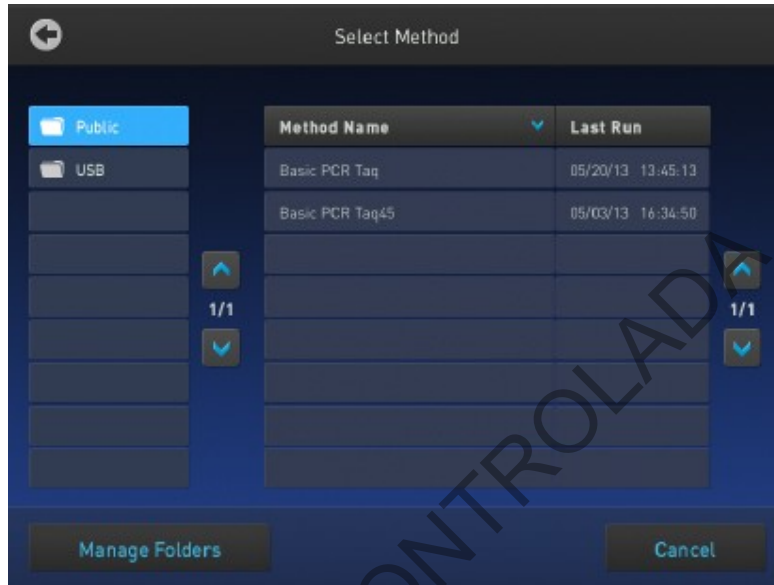 Select Method
Public
USB
1/1
Method Name Last Run
Basic PCR Taq 05/20/13 13:45:13
Basic PCR Taq45 05/03/13 16:34:50
1/1
Manage Folders Cancel
ONTROLADA